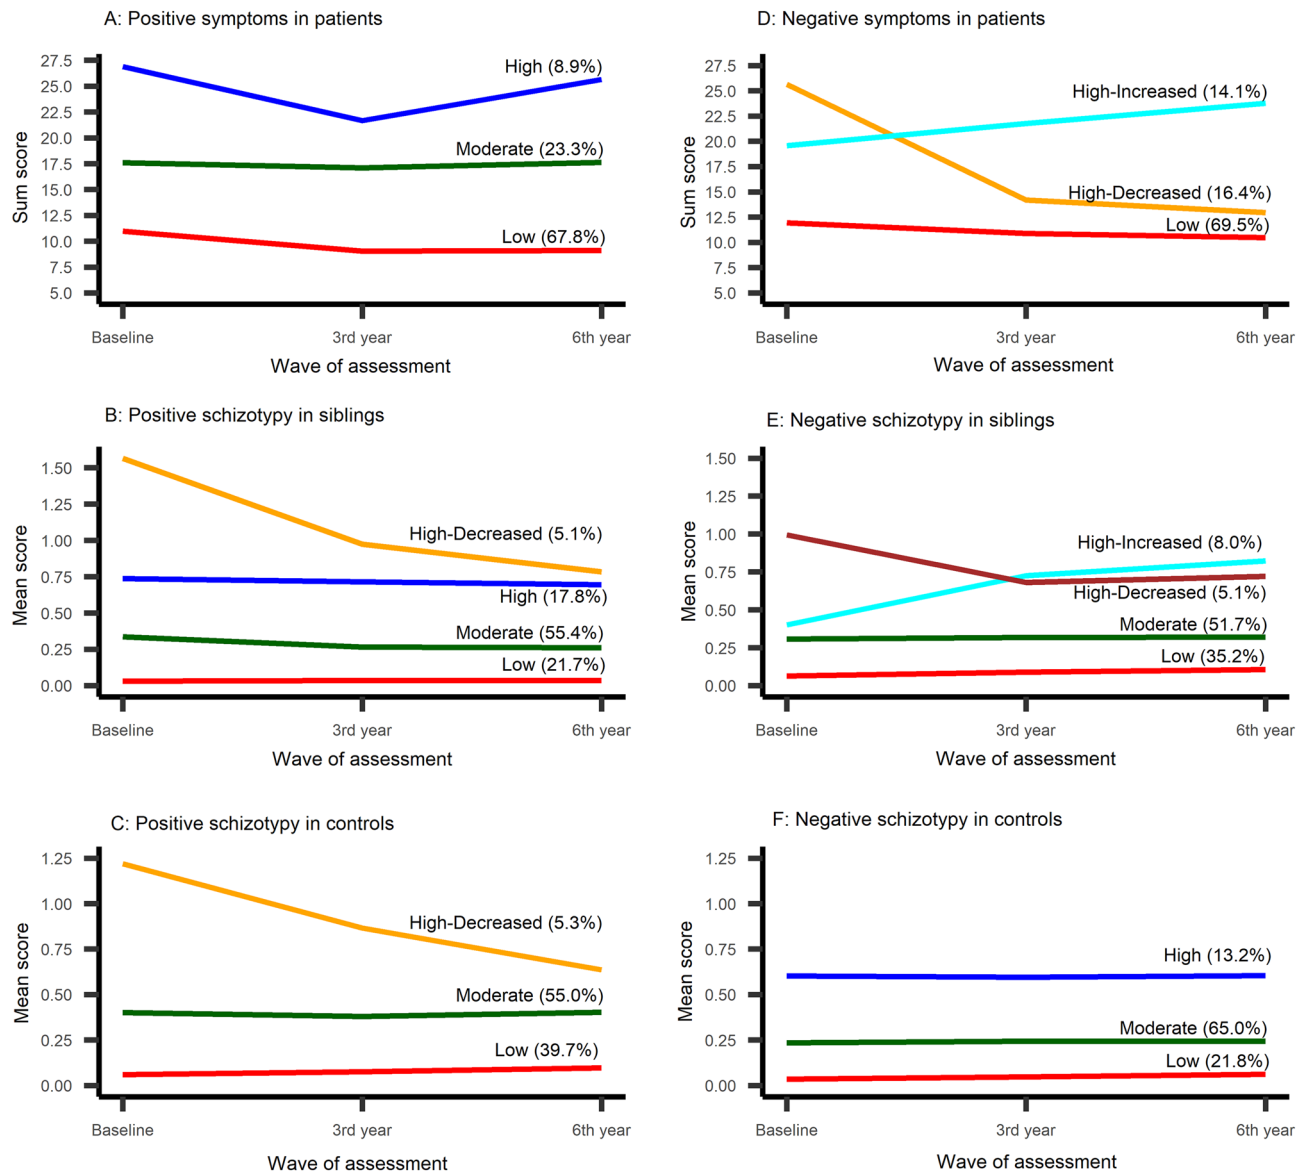 A: Positive symptoms in patients
Sum score
27.5
25.0
22.5
20.0
17.5
15.0
12.5
10.0
7.5
5.0
High (8.9%)
Moderate (23.3%)
Low (67.8%)
Baseline 3rd year 6th year
Wave of assessment
D: Negative symptoms in patients
Sum score
27.5
25.0
22.5
20.0
17.5
15.0
12.5
10.0
7.5
5.0
High-Increased (14.1%)
High-Decreased (16.4%)
Low (69.5%)
Baseline 3rd year 6th year
Wave of assessment
B: Positive schizotypy in siblings
Mean score
1.50
1.25
1.00
0.75
0.50
0.25
0.00
High-Decreased (5.1%)
High (17.8%)
Moderate (55.4%)
Low (21.7%)
Baseline 3rd year 6th year
Wave of assessment
E: Negative schizotypy in siblings
Mean score
1.50
1.25
1.00
0.75
0.50
0.25
0.00
High-Increased (8.0%)
High-Decreased (5.1%)
Moderate (51.7%)
Low (35.2%)
Baseline 3rd year 6th year
Wave of assessment
C: Positive schizotypy in controls
Mean score
1.25
1.00
0.75
0.50
0.25
0.00
High-Decreased (5.3%)
Moderate (55.0%)
Low (39.7%)
Baseline 3rd year 6th year
Wave of assessment
F: Negative schizotypy in controls
Mean score
1.25
1.00
0.75
0.50
0.25
0.00
High (13.2%)
Moderate (65.0%)
Low (21.8%)
Baseline 3rd year 6th year
Wave of assessment